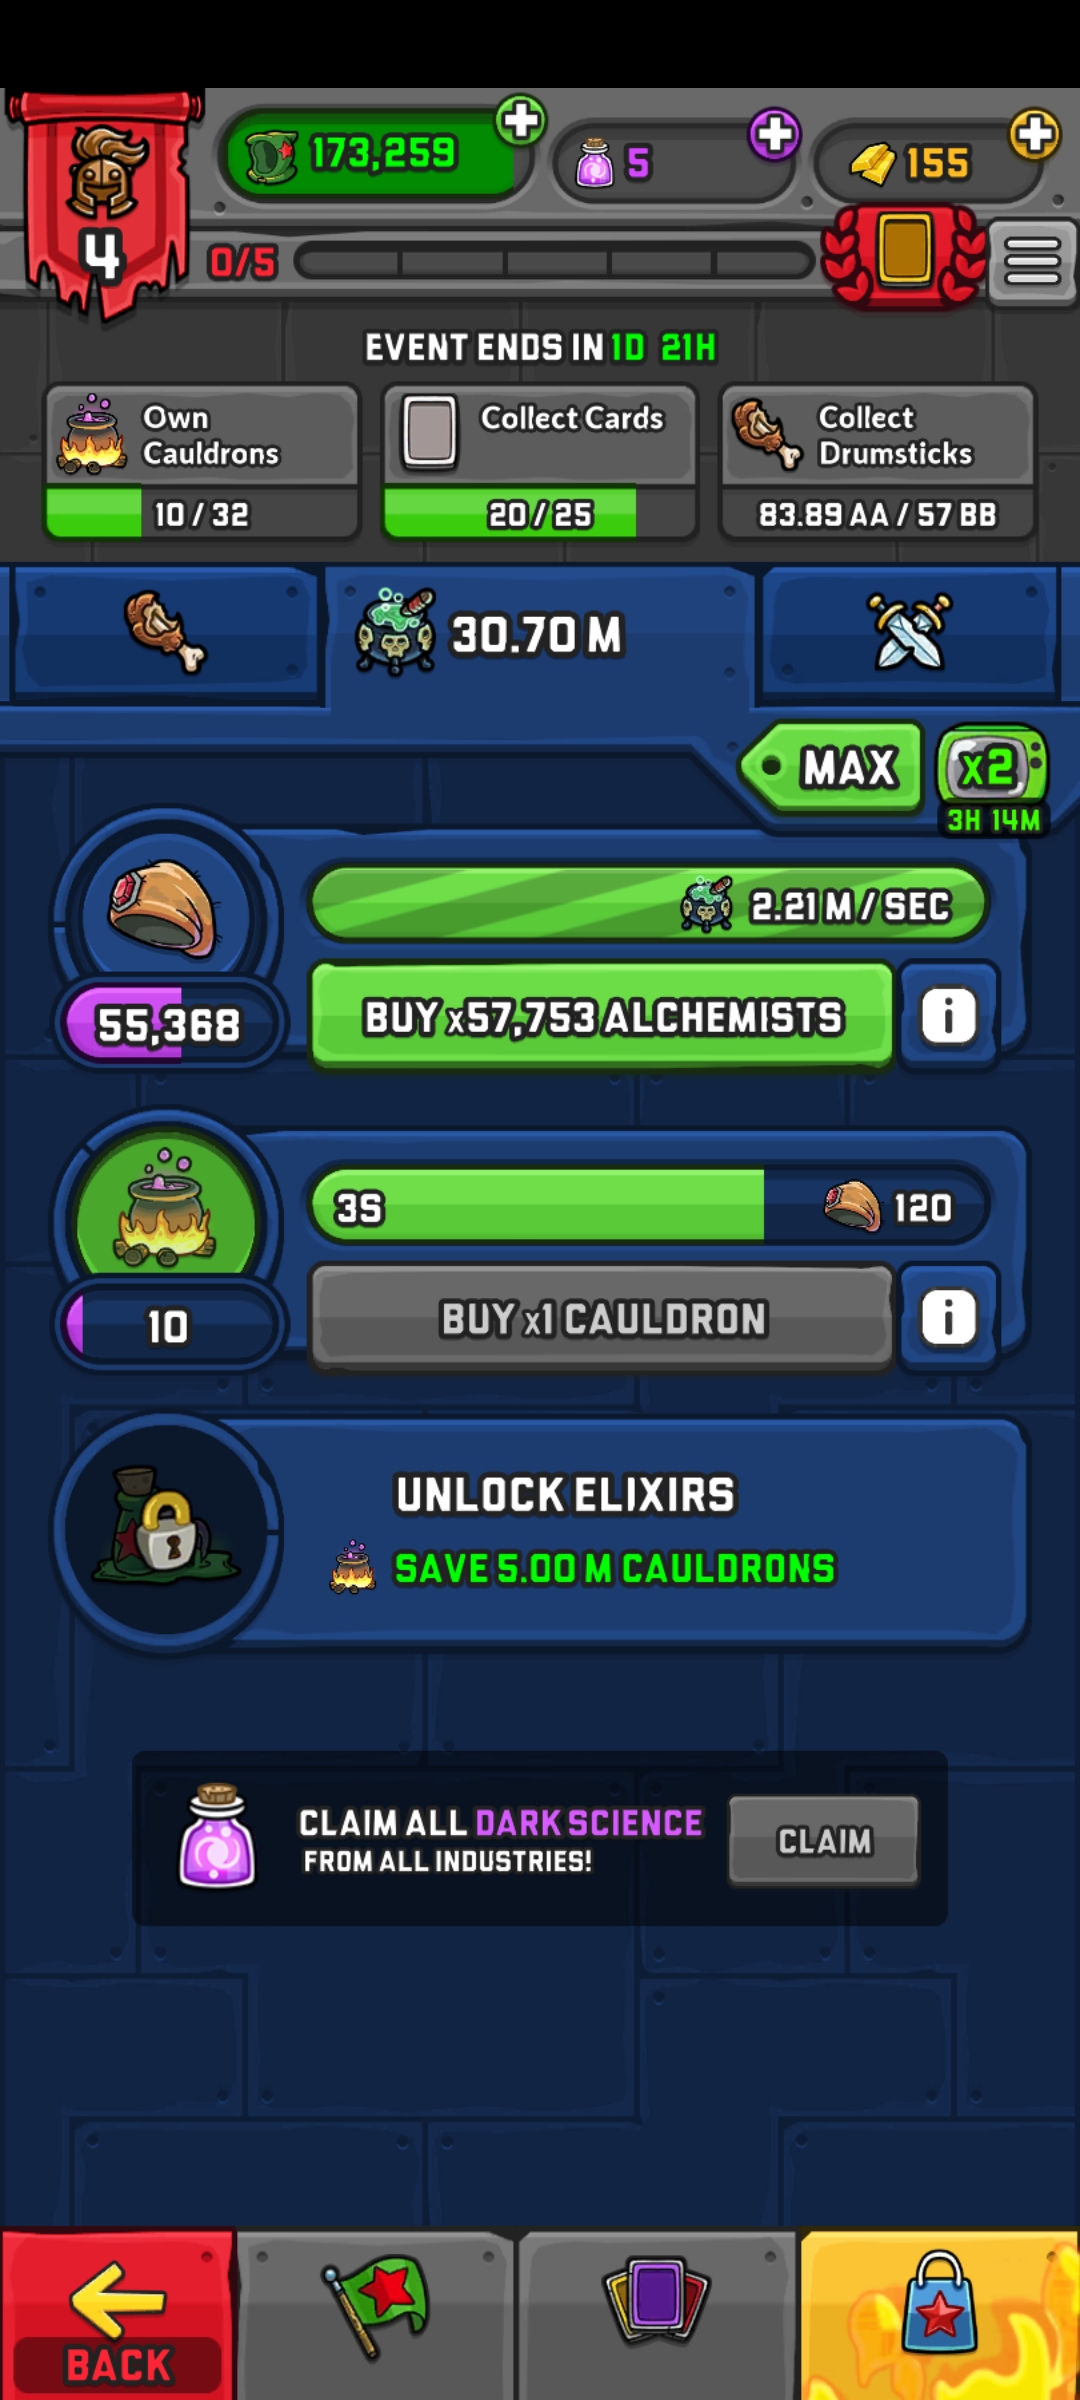 173,259
5
155
4
0/5
EVENT ENDS IN 1D 21H
Own
Cauldrons
10 / 32
Collect Cards
20 / 25
Collect
Drumsticks
83.89 AA / 57 BB
30.70 M
MAX
x2
3H 14M
2.21 M / SEC
55,368
BUY x57,753 ALCHEMISTS
i
3S
120
10
BUY x1 CAULDRON
i
UNLOCK ELIXIRS
SAVE 5.00 M CAULDRONS
CLAIM ALL DARK SCIENCE
FROM ALL INDUSTRIES!
CLAIM
BACK